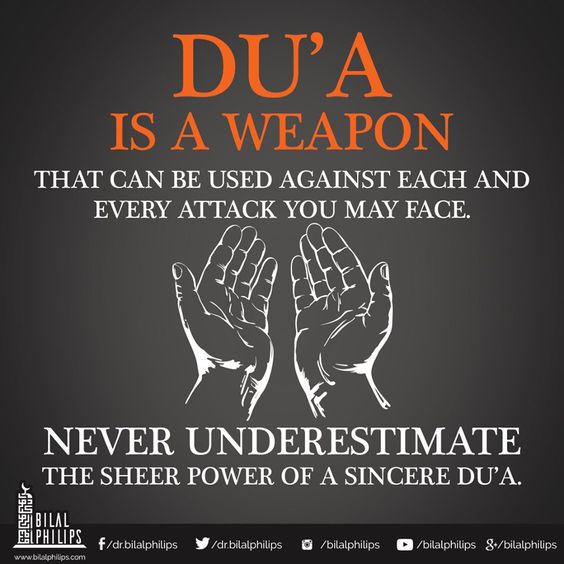 DU'A
IS A WEAPON
THAT CAN BE USED AGAINST EACH AND
EVERY ATTACK YOU MAY FACE.
NEVER UNDERESTIMATE
THE SHEER POWER OF A SINCERE DU'A.
BILAL
PHILIPS
www.bilalphilips.com
f/dr.bilalphilips /dr.bilalphilips /bilalphilips /bilalphilips g+/bilalphilips